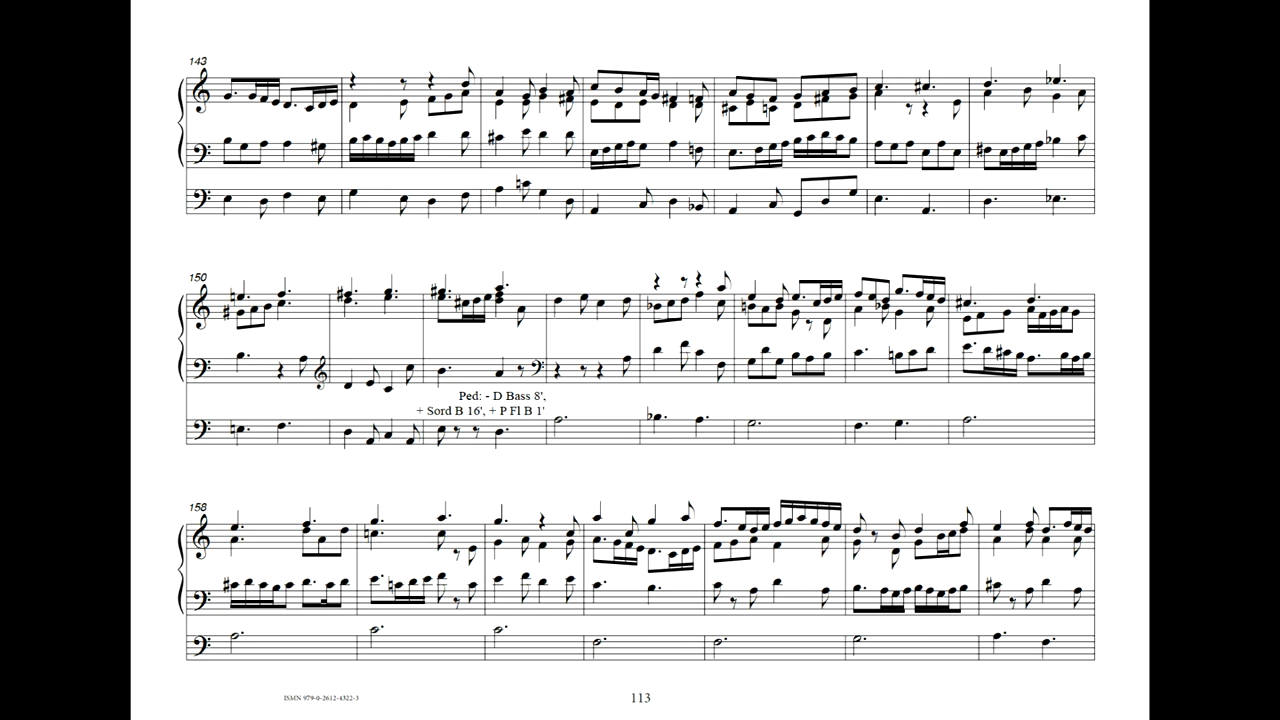 143
150
Ped: - D Bass 8',
+ Sord B 16', + P Fl B 1'
158
ISMN 979-0-2612-4322-3
113